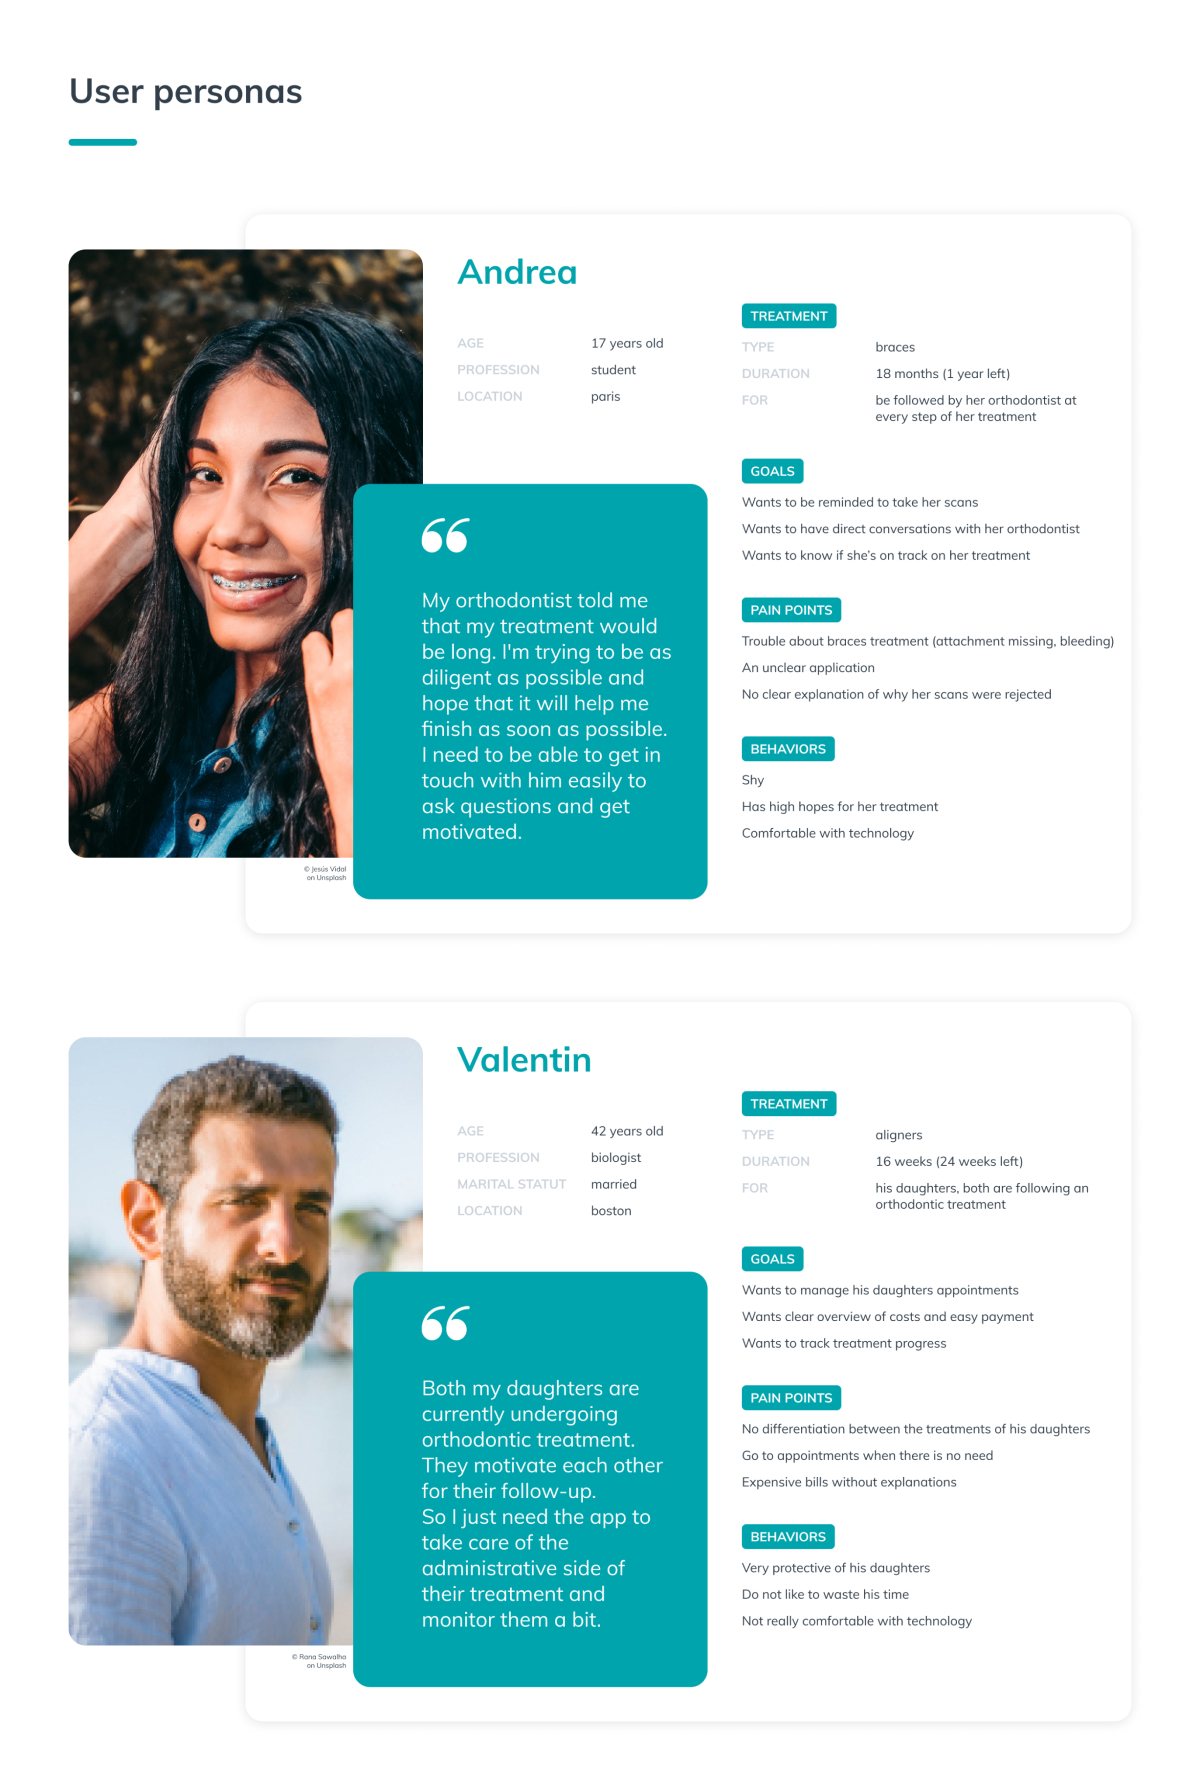 User personas
Andrea
AGE 17 years old
PROFESSION student
LOCATION paris
TREATMENT
TYPE braces
DURATION 18 months (1 year left)
FOR be followed by her orthodontist at
every step of her treatment
GOALS
Wants to be reminded to take her scans
Wants to have direct conversations with her orthodontist
Wants to know if she's on track on her treatment
PAIN POINTS
Trouble about braces treatment (attachment missing, bleeding)
An unclear application
No clear explanation of why her scans were rejected
BEHAVIORS
Shy
Has high hopes for her treatment
Comfortable with technology
“
My orthodontist told me
that my treatment would
be long. I'm trying to be as
diligent as possible and
hope that it will help me
finish as soon as possible.
I need to be able to get in
touch with him easily to
ask questions and get
motivated.
© Jesús Vidal
on Unsplash
Valentin
AGE 42 years old
PROFESSION biologist
MARITAL STATUT married
LOCATION boston
TREATMENT
TYPE aligners
DURATION 16 weeks (24 weeks left)
FOR his daughters, both are following an
orthodontic treatment
GOALS
Wants to manage his daughters appointments
Wants clear overview of costs and easy payment
Wants to track treatment progress
PAIN POINTS
No differentiation between the treatments of his daughters
Go to appointments when there is no need
Expensive bills without explanations
BEHAVIORS
Very protective of his daughters
Do not like to waste his time
Not really comfortable with technology
“
Both my daughters are
currently undergoing
orthodontic treatment.
They motivate each other
for their follow-up.
So I just need the app to
take care of the
administrative side of
their treatment and
monitor them a bit.
© Rana Sawalha
on Unsplash